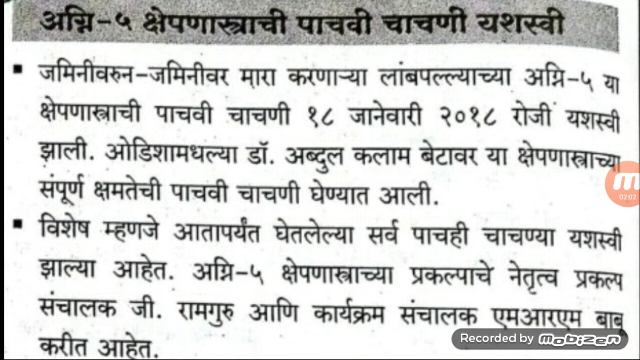 अग्नि-५ क्षेपणास्त्राची पाचवी चाचणी यशस्वी
▪ जमिनीवरुन-जमिनीवर मारा करणाऱ्या लांबपल्ल्याच्या अग्नि-५ या
क्षेपणास्त्राची पाचवी चाचणी १८ जानेवारी २०१८ रोजी यशस्वी
झाली. ओडिशामधल्या डॉ. अब्दुल कलाम बेटावर या क्षेपणास्त्राच्या
संपूर्ण क्षमतेची पाचवी चाचणी घेण्यात आली.
▪ विशेष म्हणजे आतापर्यंत घेतलेल्या सर्व पाचही चाचण्या यशस्वी
झाल्या आहेत. अग्नि-५ क्षेपणास्त्राच्या प्रकल्पाचे नेतृत्व प्रकल्प
संचालक जी. रामगुरु आणि कार्यक्रम संचालक एमआरएम बाबू
करीत आहेत.
M
02:03
Recorded by mobizen